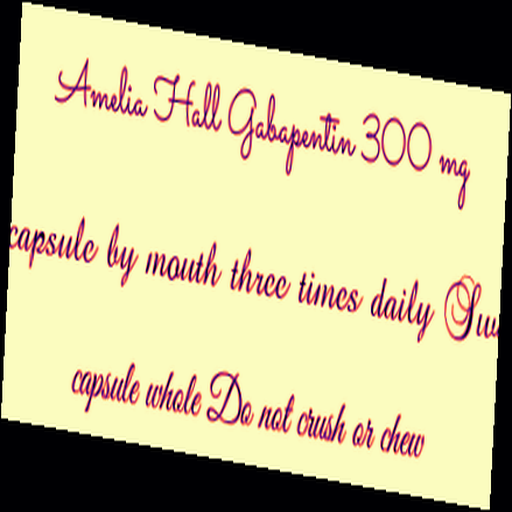 Amelia Hall Gabapentin 300 mg
capsule by mouth three times daily
capsule whole Do not crush or chew